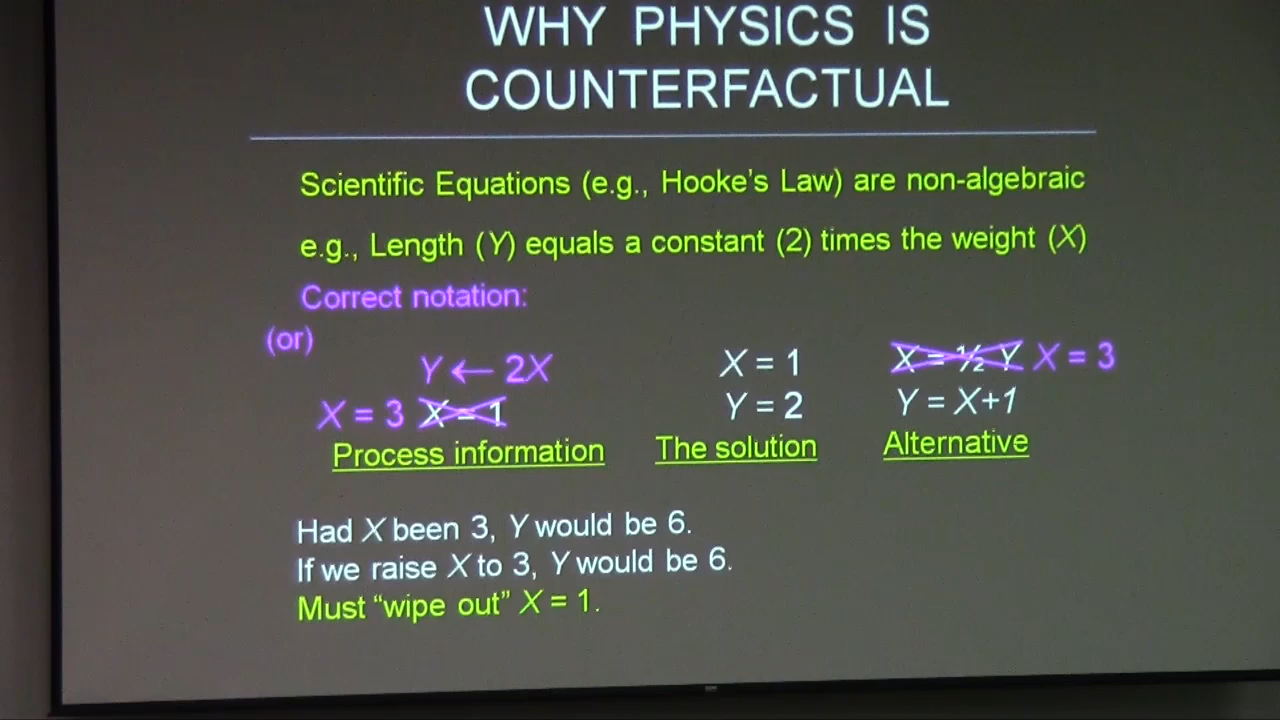 WHY PHYSICS IS
COUNTERFACTUAL
Scientific Equations (e.g., Hooke's Law) are non-algebraic
e.g., Length (Y) equals a constant (2) times the weight (X)
Correct notation:
(or)
Y ← 2X
X = 3 X = 1
Process information
X = 1
Y = 2
The solution
X = ½ Y X = 3
Y = X+1
Alternative
Had X been 3, Y would be 6.
If we raise X to 3, Y would be 6.
Must “wipe out” X = 1.